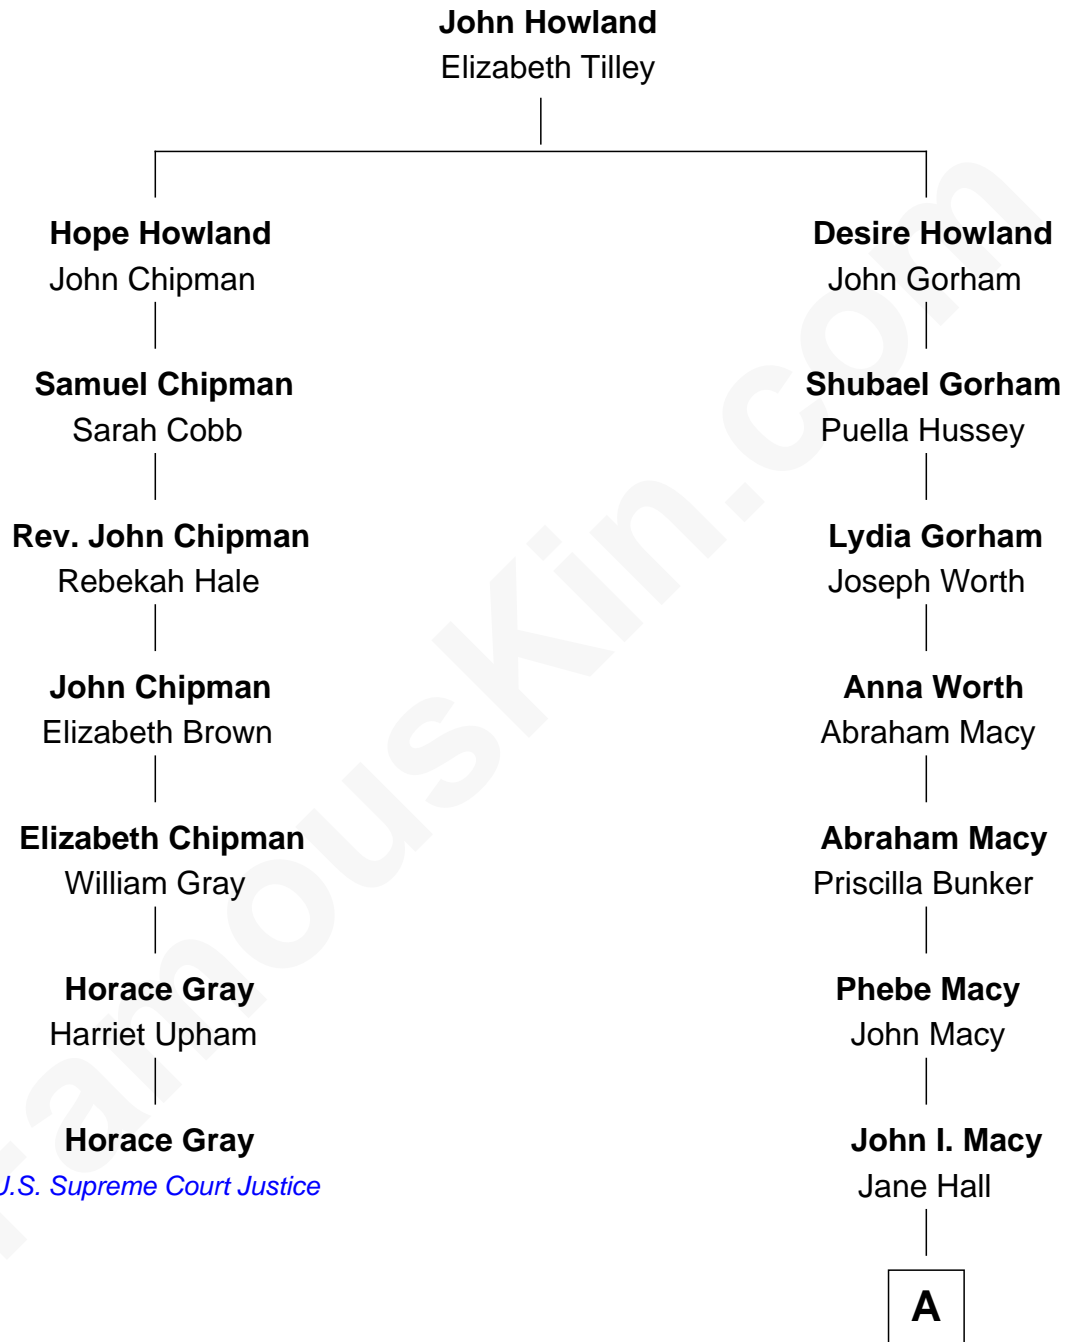 John Howland
Elizabeth Tilley
Hope Howland
John Chipman
Desire Howland
John Gorham
Samuel Chipman
Sarah Cobb
Shubael Gorham
Puella Hussey
Rev. John Chipman
Rebekah Hale
Lydia Gorham
Joseph Worth
John Chipman
Elizabeth Brown
Anna Worth
Abraham Macy
Elizabeth Chipman
William Gray
Abraham Macy
Priscilla Bunker
Horace Gray
Harriet Upham
Phebe Macy
John Macy
Horace Gray
U.S. Supreme Court Justice
John I. Macy
Jane Hall
A
FamousKin.com